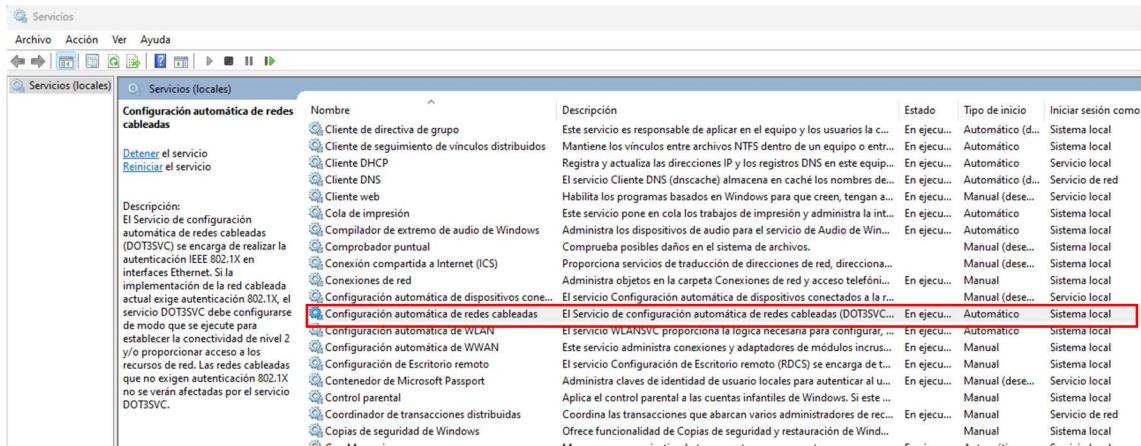 Servicios
Archivo Acción Ver Ayuda
Servicios (locales)
Servicios (locales)
Configuración automática de redes
cableadas
Detener el servicio
Reiniciar el servicio
Descripción:
El Servicio de configuración
automática de redes cableadas
(DOT3SVC) se encarga de realizar la
autenticación IEEE 802.1X en
interfaces Ethernet. Si la
implementación de la red cableada
actual exige autenticación 802.1X, el
servicio DOT3SVC debe configurarse
de modo que se ejecute para
establecer la conectividad de nivel 2
y/o proporcionar acceso a los
recursos de red. Las redes cableadas
que no exigen autenticación 802.1X
no se verán afectadas por el servicio
DOT3SVC.
Nombre Descripción Estado Tipo de inicio Iniciar sesión como
Cliente de directiva de grupo Este servicio es responsable de aplicar en el equipo y los usuarios la c... En ejecu... Automático (d... Sistema local
Cliente de seguimiento de vínculos distribuidos Mantiene los vínculos entre archivos NTFS dentro de un equipo o entr... En ejecu... Automático Sistema local
Cliente DHCP Registra y actualiza las direcciones IP y los registros DNS en este equip... En ejecu... Automático Servicio local
Cliente DNS El servicio Cliente DNS (dnscache) almacena en caché los nombres de... En ejecu... Automático (d... Servicio de red
Cliente web Habilita los programas basados en Windows para que creen, tengan a... En ejecu... Manual (dese... Servicio local
Cola de impresión Este servicio pone en cola los trabajos de impresión y administra la int... En ejecu... Automático Sistema local
Compilador de extremo de audio de Windows Administra los dispositivos de audio para el servicio de Audio de Win... En ejecu... Automático Sistema local
Comprobador puntual Comprueba posibles daños en el sistema de archivos. Manual (dese... Sistema local
Conexión compartida a Internet (ICS) Proporciona servicios de traducción de direcciones de red, direcciona... Manual (dese... Sistema local
Conexiones de red Administra objetos en la carpeta Conexiones de red y acceso telefóni... En ejecu... Manual Sistema local
Configuración automática de dispositivos cone... El servicio Configuración automática de dispositivos conectados a la r... Manual (dese... Servicio local
Configuración automática de redes cableadas El Servicio de configuración automática de redes cableadas (DOT3SVC... En ejecu... Automático Sistema local
Configuración automática de WLAN El servicio WLANSVC proporciona la lógica necesaria para configurar, ... En ejecu... Automático Sistema local
Configuración automática de WWAN Este servicio administra conexiones y adaptadores de módulos incrus... En ejecu... Manual Sistema local
Configuración de Escritorio remoto El servicio Configuración de Escritorio remoto (RDCS) se encarga de t... En ejecu... Manual Sistema local
Contenedor de Microsoft Passport Administra claves de identidad de usuario locales para autenticar al u... En ejecu... Manual (dese... Servicio local
Control parental Aplica el control parental a las cuentas infantiles de Windows. Si este ... Manual Sistema local
Coordinador de transacciones distribuidas Coordina las transacciones que abarcan varios administradores de rec... En ejecu... Manual Servicio de red
Copias de seguridad de Windows Ofrece funcionalidad de Copias de seguridad y restauración de Wind... Manual Sistema local